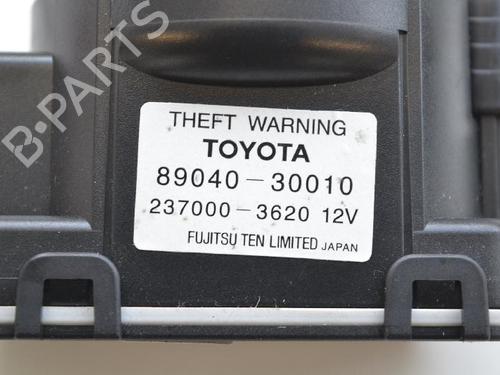 B-PARTS
THEFT WARNING
TOYOTA
89040-30010
237000-3620 12V
FUJITSU TEN LIMITED JAPAN